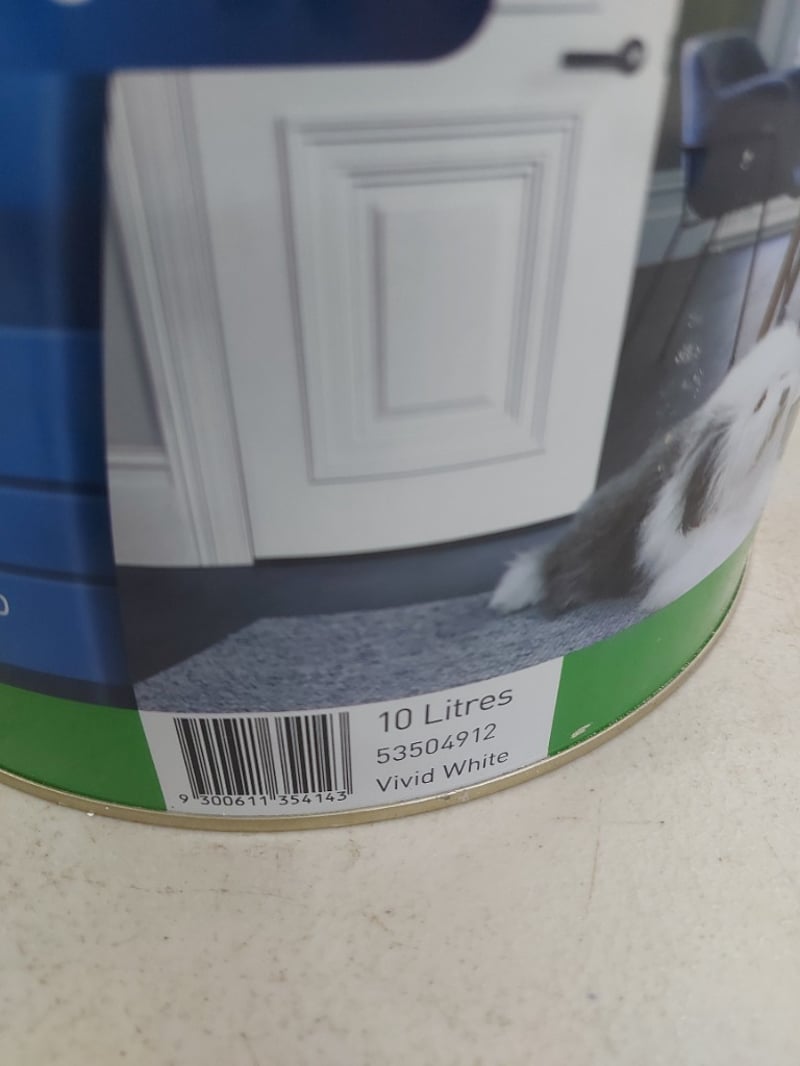 10 Litres
53504912
Vivid White
9 300611 354143